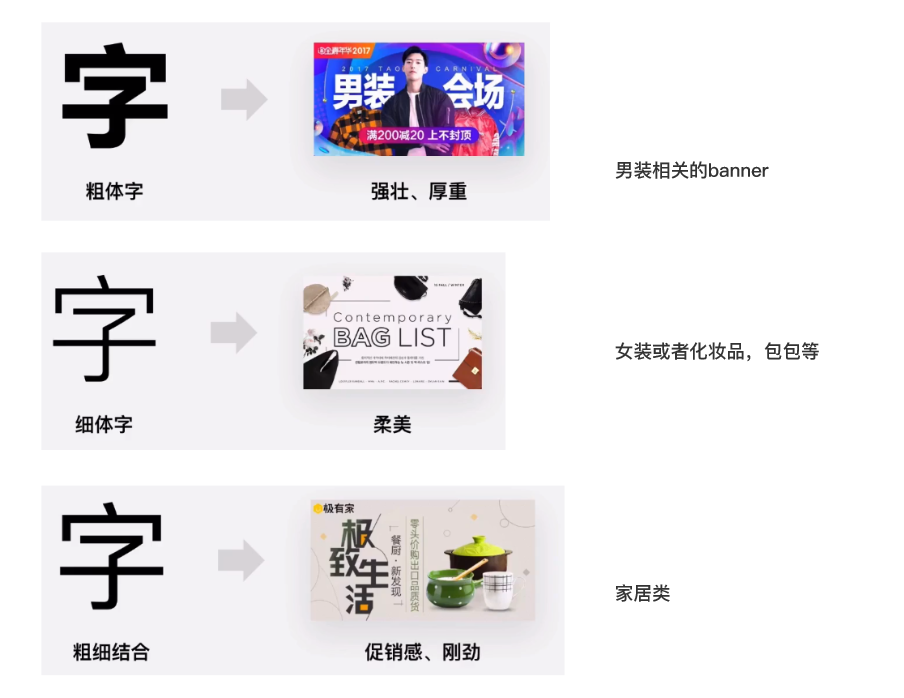 字
全球嘉年华2017
2017 TAOBAO CARNIVAL
男装 会场
满200减20 上不封顶
粗体字
强壮、厚重
男装相关的banner
字
Contemporary
BAG LIST
细体字
柔美
女装或者化妆品，包包等
字
极有家
极致生活
餐厨·新发现
零头价购出口品质货
粗细结合
促销感、刚劲
家居类